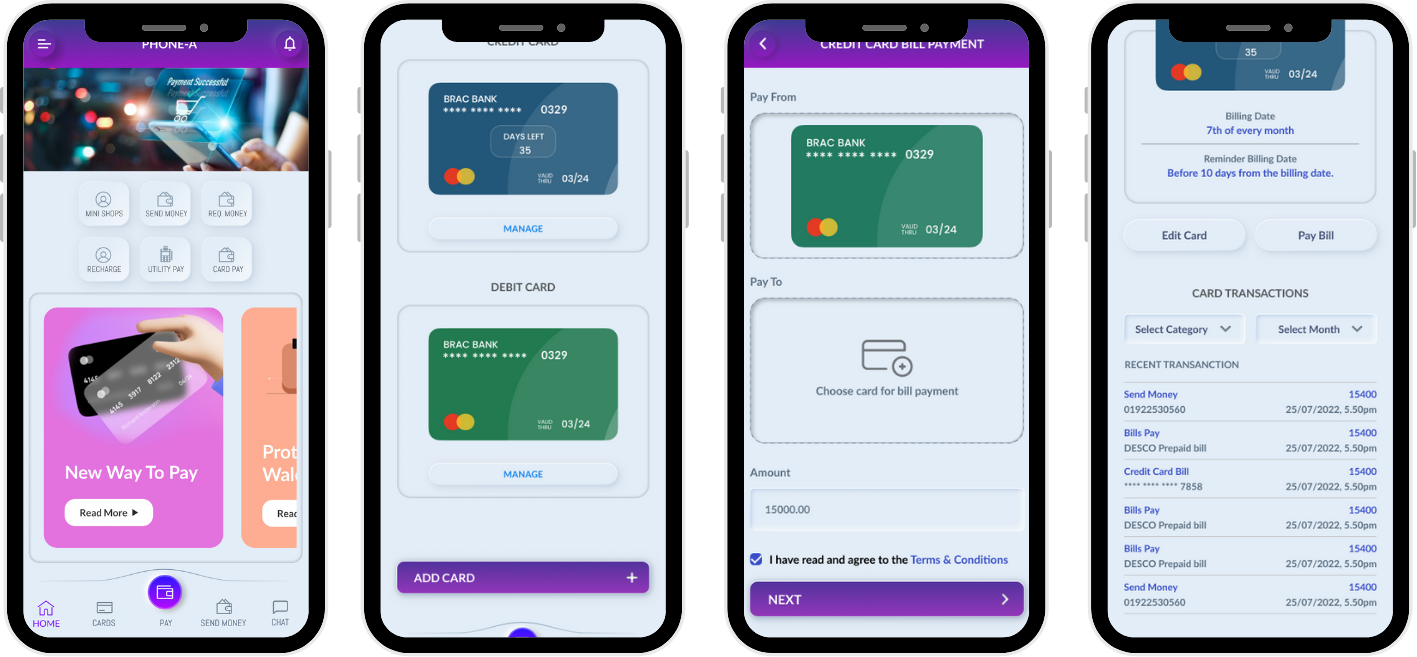 PHONE-A
Payment Successful
MINI SHOPS
SEND MONEY
REQ. MONEY
RECHARGE
UTILITY PAY
CARD PAY
4145
4145 3917 8122 2312
04/24
New Way To Pay
Read More
Prot
Wale
Read
HOME
CARDS
PAY
SEND MONEY
CHAT
CREDIT CARD
BRAC BANK
**** **** **** 0329
DAYS LEFT
35
VALID
THRU 03/24
MANAGE
DEBIT CARD
BRAC BANK
**** **** **** 0329
VALID
THRU 03/24
MANAGE
ADD CARD +
CREDIT CARD BILL PAYMENT
Pay From
BRAC BANK
**** **** **** 0329
VALID
THRU 03/24
Pay To
Choose card for bill payment
Amount
15000.00
I have read and agree to the Terms & Conditions
NEXT
35
VALID
THRU 03/24
Billing Date
7th of every month
Reminder Billing Date
Before 10 days from the billing date.
Edit Card
Pay Bill
CARD TRANSACTIONS
Select Category
Select Month
RECENT TRANSANCTION
Send Money 15400
01922530560 25/07/2022, 5.50pm
Bills Pay 15400
DESCO Prepaid bill 25/07/2022, 5.50pm
Credit Card Bill 15400
**** **** **** 7858 25/07/2022, 5.50pm
Bills Pay 15400
DESCO Prepaid bill 25/07/2022, 5.50pm
Bills Pay 15400
DESCO Prepaid bill 25/07/2022, 5.50pm
Send Money 15400
01922530560 25/07/2022, 5.50pm